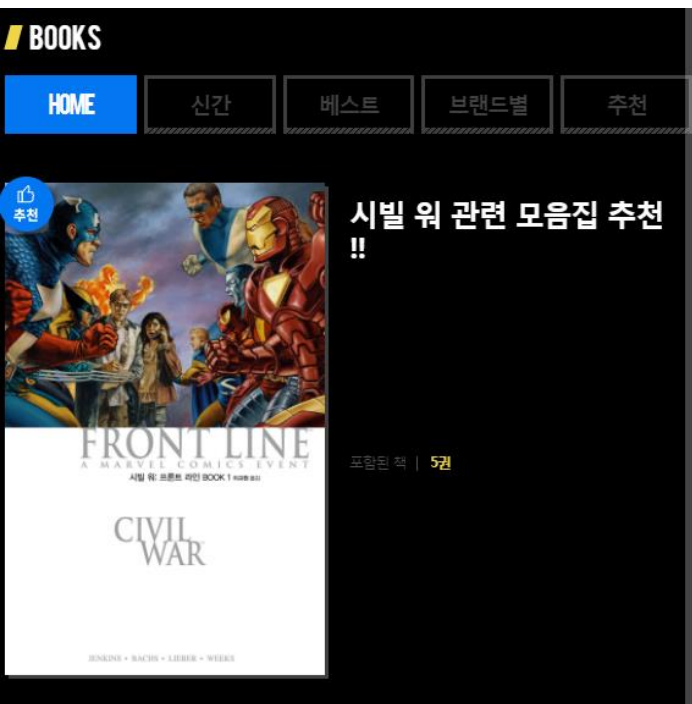 BOOKS
HOME
신간
베스트
브랜드별
추천
추천
시빌 워 관련 모음집 추천
!!
FRONT LINE
A MARVEL COMICS EVENT
시빌 워: 프론트 라인 BOOK 1
CIVIL
WAR
JENKINS • BACHS • LIEBER • WEEKS
포함된 책 | 5권